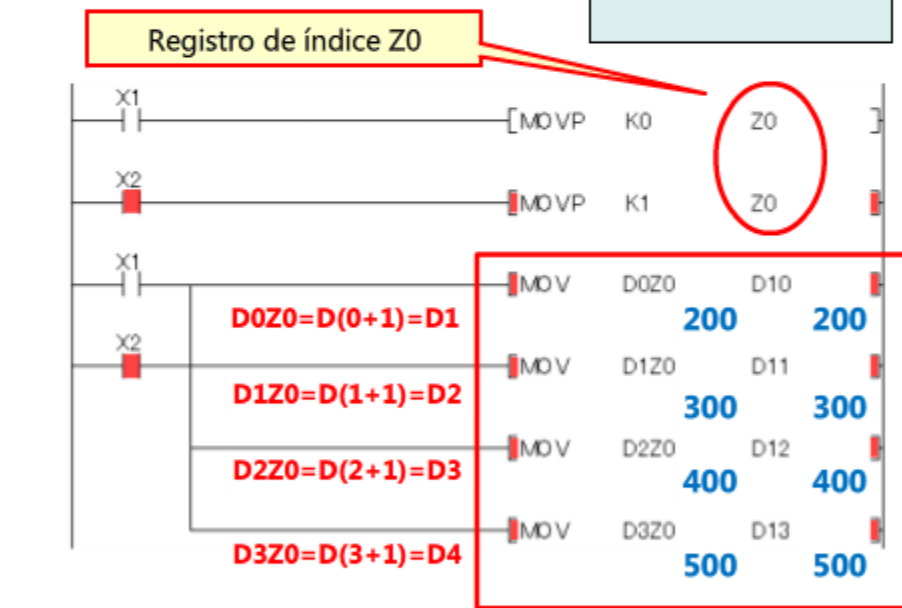 Registro de índice Z0
X1
MOVP K0 Z0
X2
MOVP K1 Z0
X1
MOV D0Z0 D10
D0Z0=D(0+1)=D1 200 200
X2
MOV D1Z0 D11
D1Z0=D(1+1)=D2 300 300
MOV D2Z0 D12
D2Z0=D(2+1)=D3 400 400
MOV D3Z0 D13
D3Z0=D(3+1)=D4 500 500